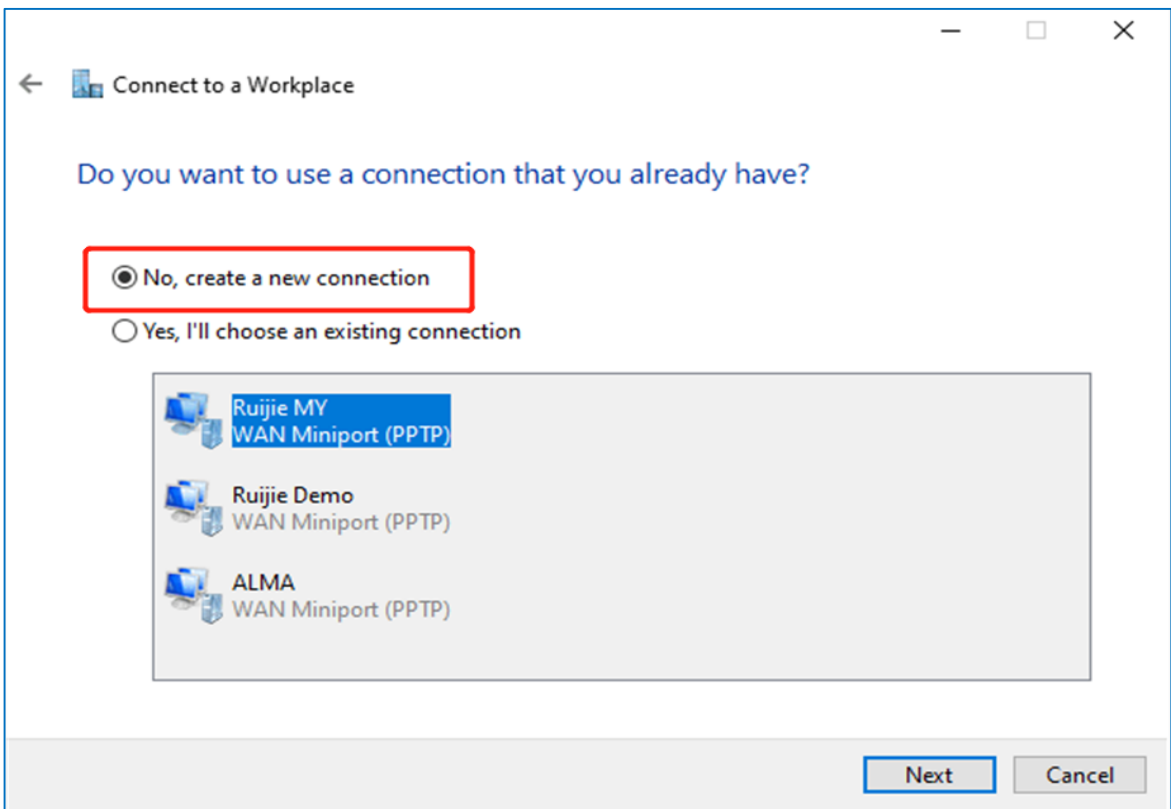 Connect to a Workplace
Do you want to use a connection that you already have?
No, create a new connection
Yes, I'll choose an existing connection
Ruijie MY
WAN Miniport (PPTP)
Ruijie Demo
WAN Miniport (PPTP)
ALMA
WAN Miniport (PPTP)
Next Cancel